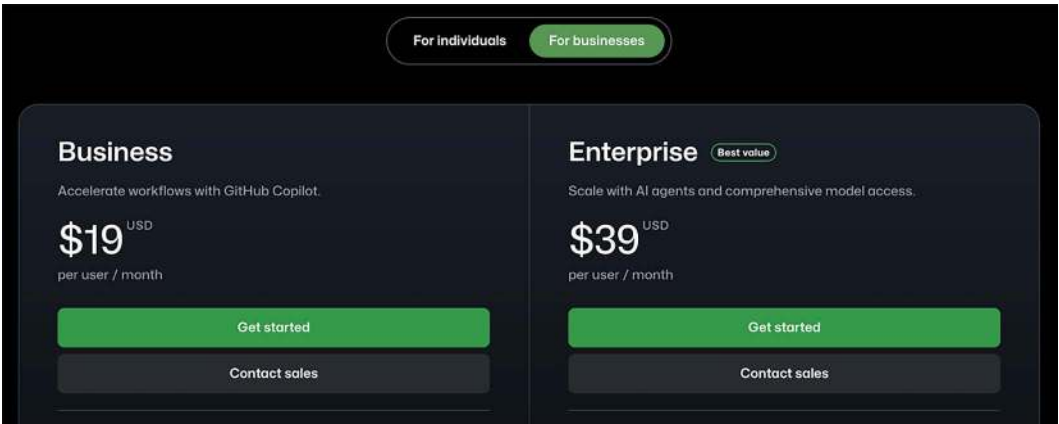 For individuals
For businesses
Business
Accelerate workflows with GitHub Copilot.
$19 USD
per user / month
Get started
Contact sales
Enterprise Best value
Scale with AI agents and comprehensive model access.
$39 USD
per user / month
Get started
Contact sales